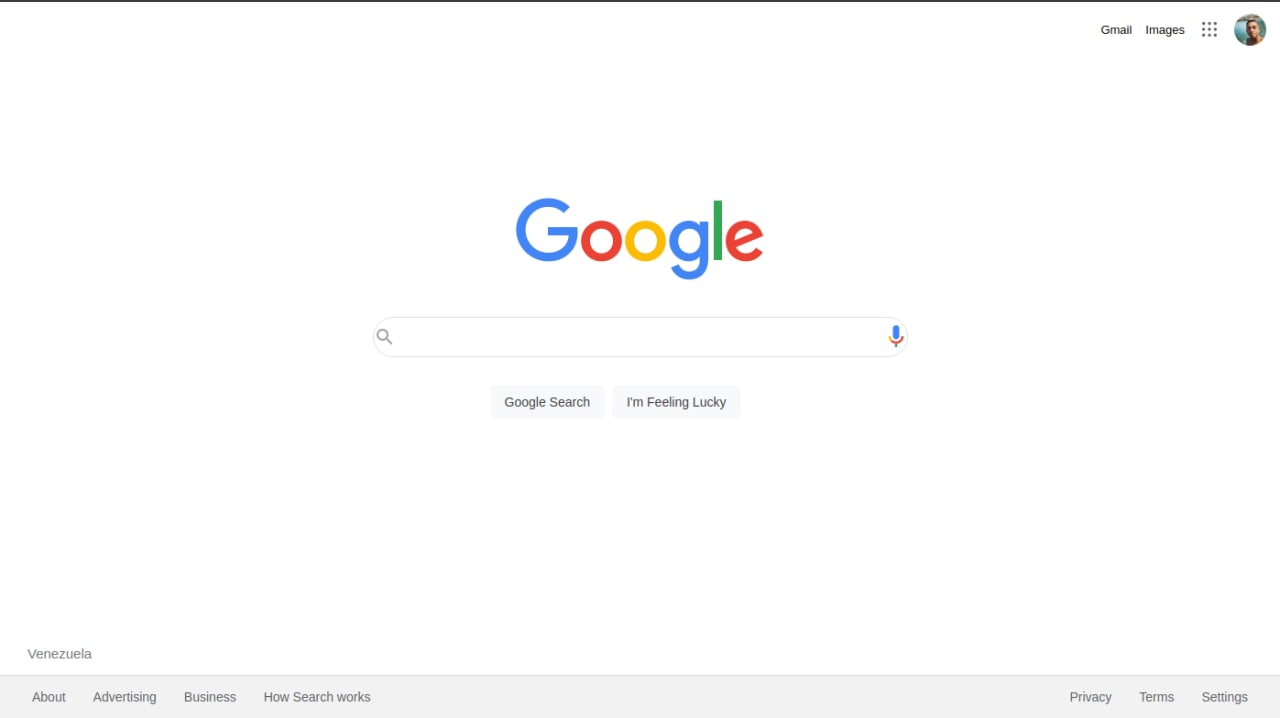 Gmail Images
Google
Google Search I'm Feeling Lucky
Venezuela
About Advertising Business How Search works Privacy Terms Settings